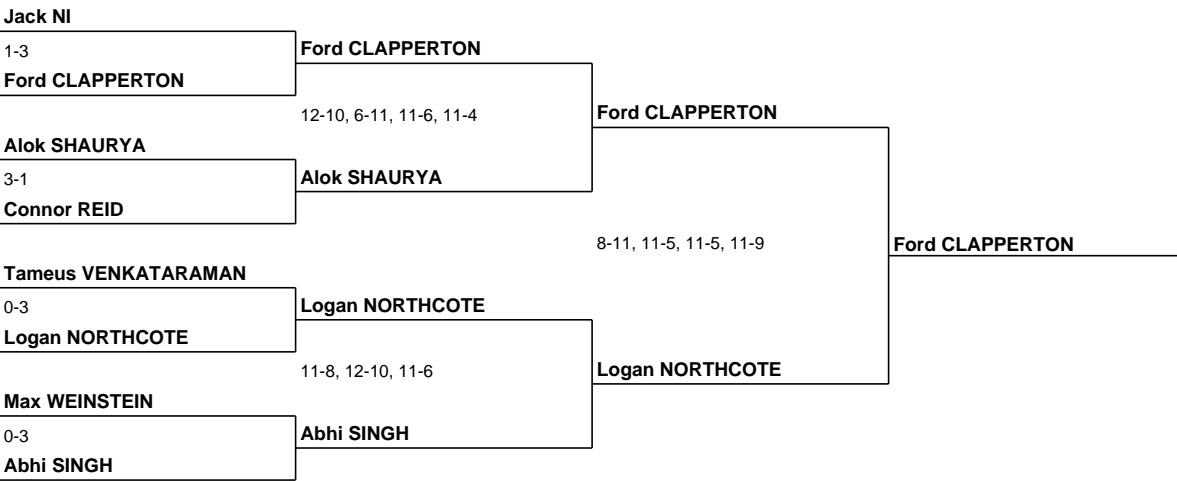 Jack NI
1-3
Ford CLAPPERTON
Ford CLAPPERTON
12-10, 6-11, 11-6, 11-4
Ford CLAPPERTON
Alok SHAURYA
3-1
Alok SHAURYA
Connor REID
8-11, 11-5, 11-5, 11-9
Ford CLAPPERTON
Tameus VENKATARAMAN
0-3
Logan NORTHCOTE
Logan NORTHCOTE
11-8, 12-10, 11-6
Logan NORTHCOTE
Max WEINSTEIN
0-3
Abhi SINGH
Abhi SINGH